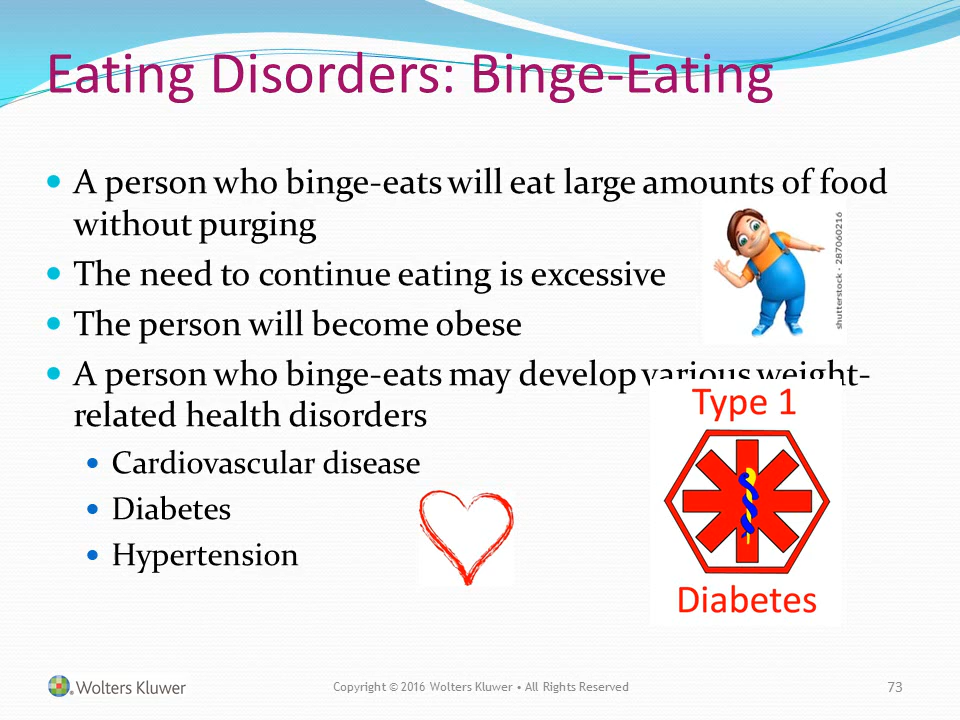 Eating Disorders: Binge-Eating
A person who binge-eats will eat large amounts of food
without purging
The need to continue eating is excessive
The person will become obese
A person who binge-eats may develop various weight-
related health disorders
Cardiovascular disease
Diabetes
Hypertension
shutterstock · 287060216
Type 1
Diabetes
Wolters Kluwer
Copyright © 2016 Wolters Kluwer • All Rights Reserved
73